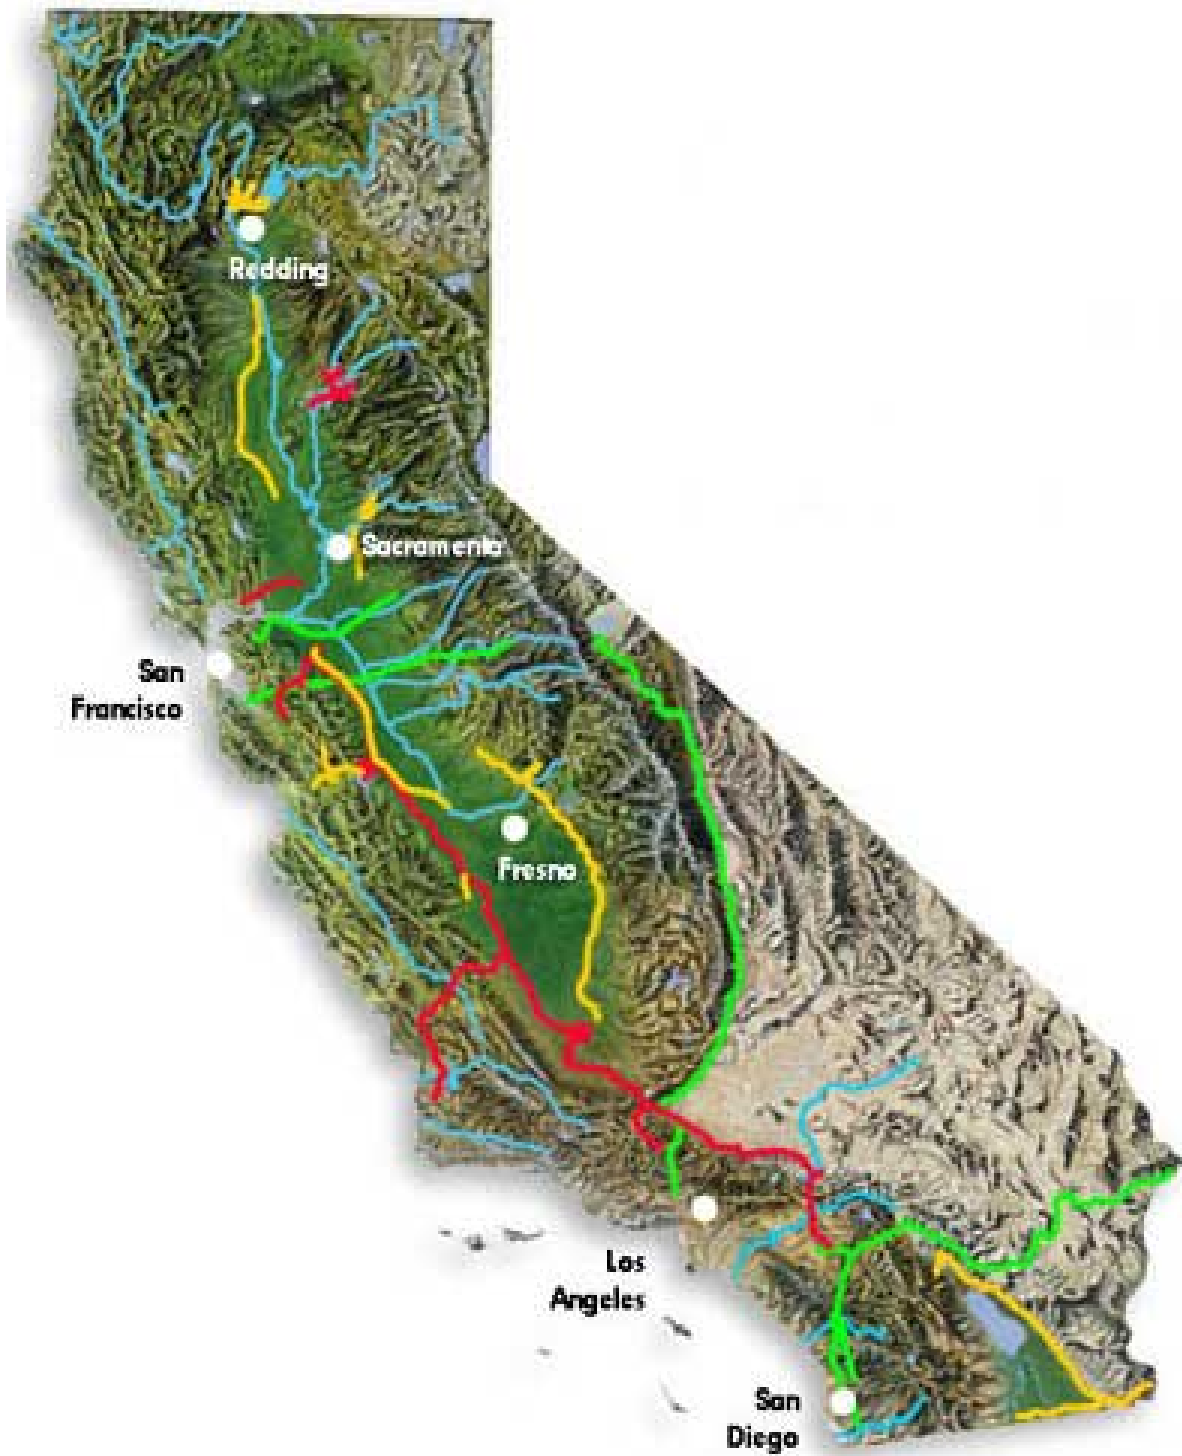 Redding
Sacramento
San
Francisco
Fresno
Los
Angeles
San
Diego